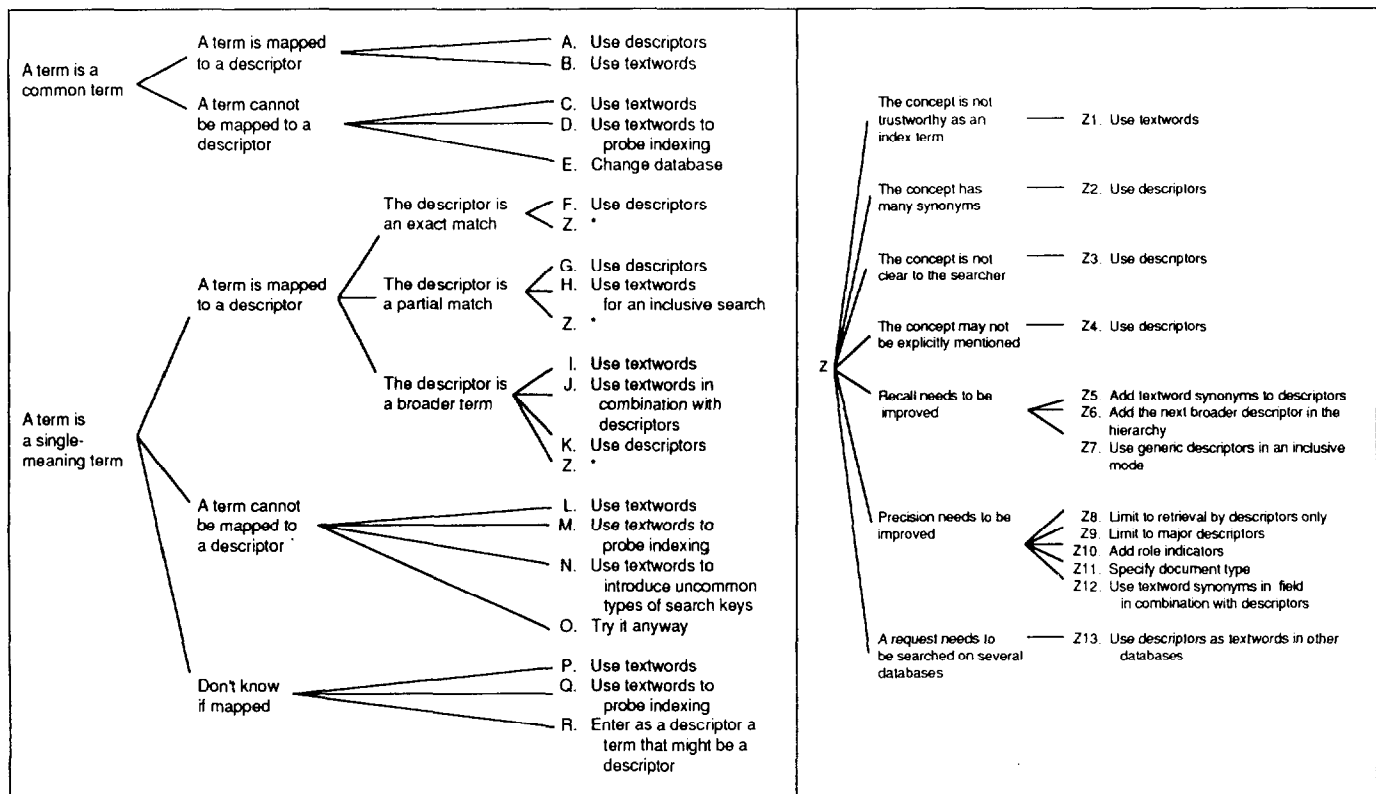 A term is a
common term
A term is mapped
to a descriptor
A. Use descriptors
B. Use textwords
A term cannot
be mapped to a
descriptor
C. Use textwords
D. Use textwords to
probe indexing
E. Change database
A term is
a single-
meaning term
A term is mapped
to a descriptor
The descriptor is
an exact match
F. Use descriptors
Z. *
The descriptor is
a partial match
G. Use descriptors
H. Use textwords
for an inclusive search
Z. *
The descriptor is
a broader term
I. Use textwords
J. Use textwords in
combination with
descriptors
K. Use descriptors
Z. *
A term cannot
be mapped to
a descriptor
L. Use textwords
M. Use textwords to
probe indexing
N. Use textwords to
introduce uncommon
types of search keys
O. Try it anyway
Don't know
if mapped
P. Use textwords
Q. Use textwords to
probe indexing
R. Enter as a descriptor a
term that might be a
descriptor
Z
The concept is not
trustworthy as an
index term
Z1. Use textwords
The concept has
many synonyms
Z2. Use descriptors
The concept is not
clear to the searcher
Z3. Use descriptors
The concept may not
be explicitly mentioned
Z4. Use descriptors
Recall needs to be
improved
Z5. Add textword synonyms to descriptors
Z6. Add the next broader descriptor in the
hierarchy
Z7. Use generic descriptors in an inclusive
mode
Precision needs to be
improved
Z8. Limit to retrieval by descriptors only
Z9. Limit to major descriptors
Z10. Add role indicators
Z11. Specify document type
Z12. Use textword synonyms in field
in combination with descriptors
A request needs to
be searched on several
databases
Z13. Use descriptors as textwords in other
databases